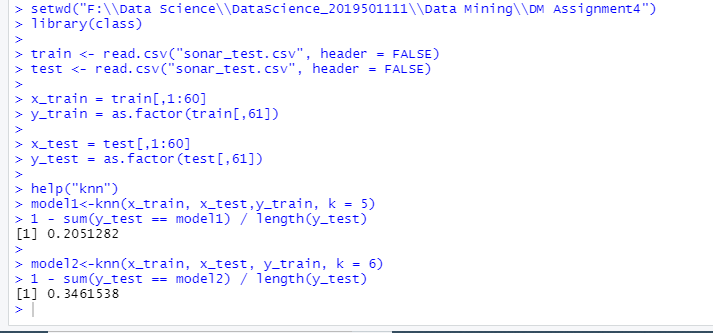 > setwd("F:\\Data Science\\DataScience_2019501111\\Data Mining\\DM Assignment4")
> library(class)
>
> train <- read.csv("sonar_train.csv", header = FALSE)
> test <- read.csv("sonar_test.csv", header = FALSE)
>
> x_train = train[,1:60]
> y_train = as.factor(train[,61])
>
> x_test = test[,1:60]
> y_test = as.factor(test[,61])
>
> help("knn")
> model1<-knn(x_train, x_test,y_train, k = 5)
> 1 - sum(y_test == model1) / length(y_test)
[1] 0.2051282
>
> model2<-knn(x_train, x_test, y_train, k = 6)
> 1 - sum(y_test == model2) / length(y_test)
[1] 0.3461538
>